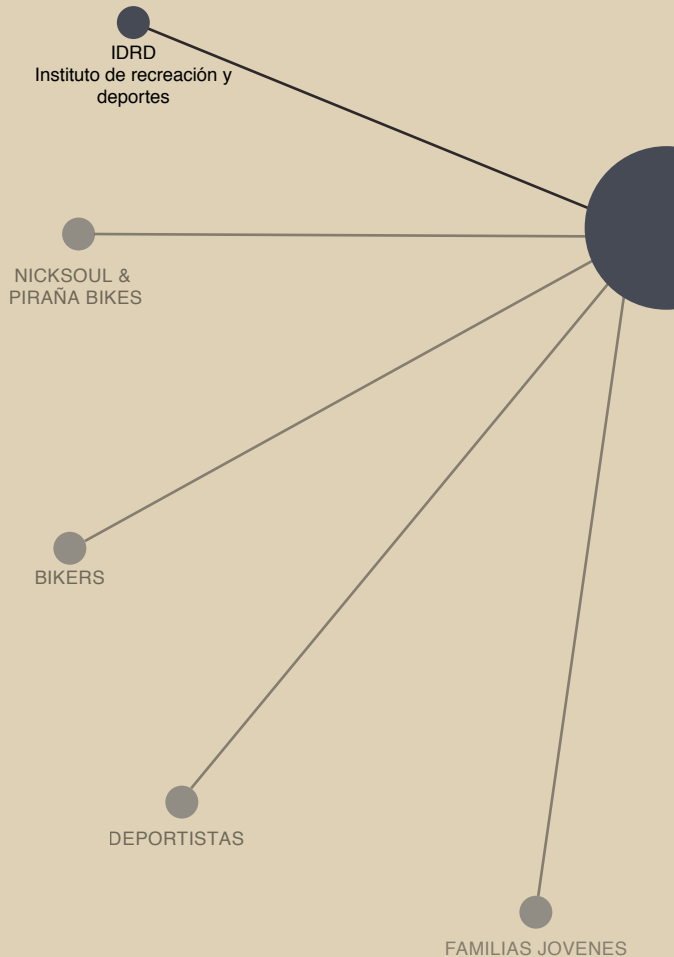 IDRD
Instituto de recreación y
deportes
NICKSOUL &
PIRAÑA BIKES
BIKERS
DEPORTISTAS
FAMILIAS JOVENES